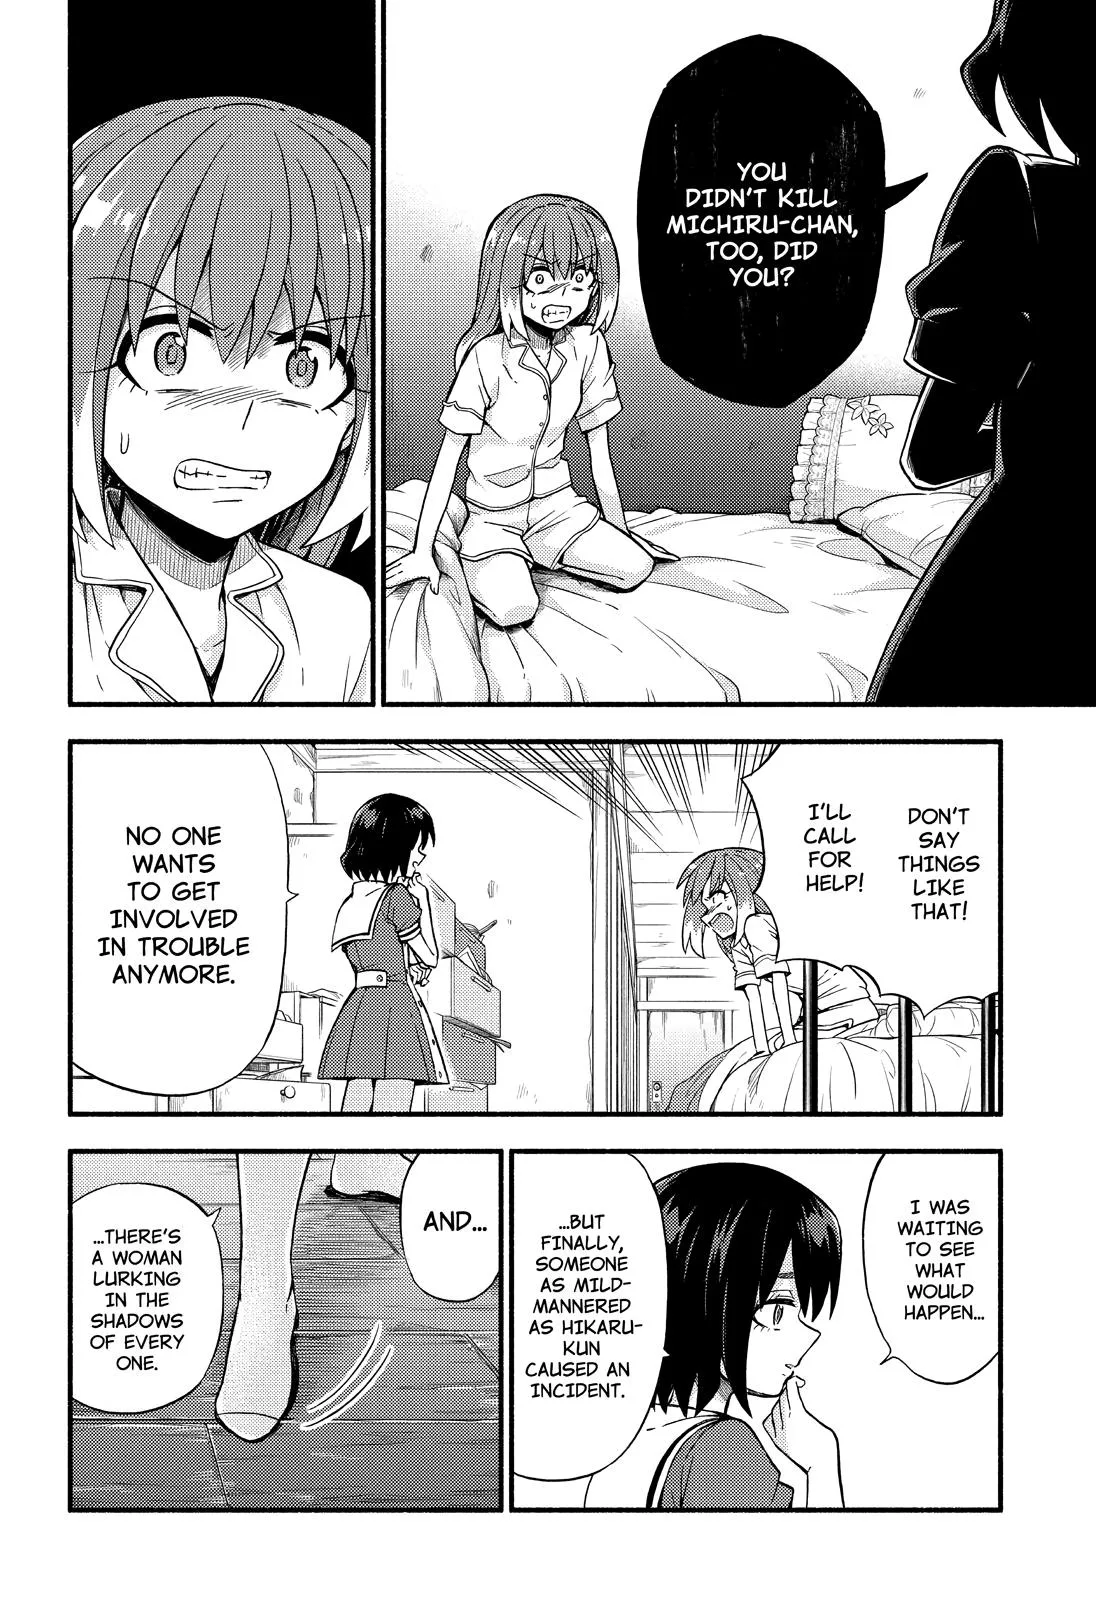 YOU
DIDN'T KILL
MICHIRU-CHAN,
TOO, DID
YOU?
DON'T
SAY
THINGS
LIKE
THAT!
I'LL
CALL
FOR
HELP!
NO ONE
WANTS
TO GET
INVOLVED
IN TROUBLE
ANYMORE.
I WAS
WAITING
TO SEE
WHAT
WOULD
HAPPEN...
...BUT
FINALLY,
SOMEONE
AS MILD-
MANNERED
AS HIKARU-
KUN
CAUSED AN
INCIDENT.
AND...
...THERE'S
A WOMAN
LURKING
IN THE
SHADOWS
OF EVERY
ONE.